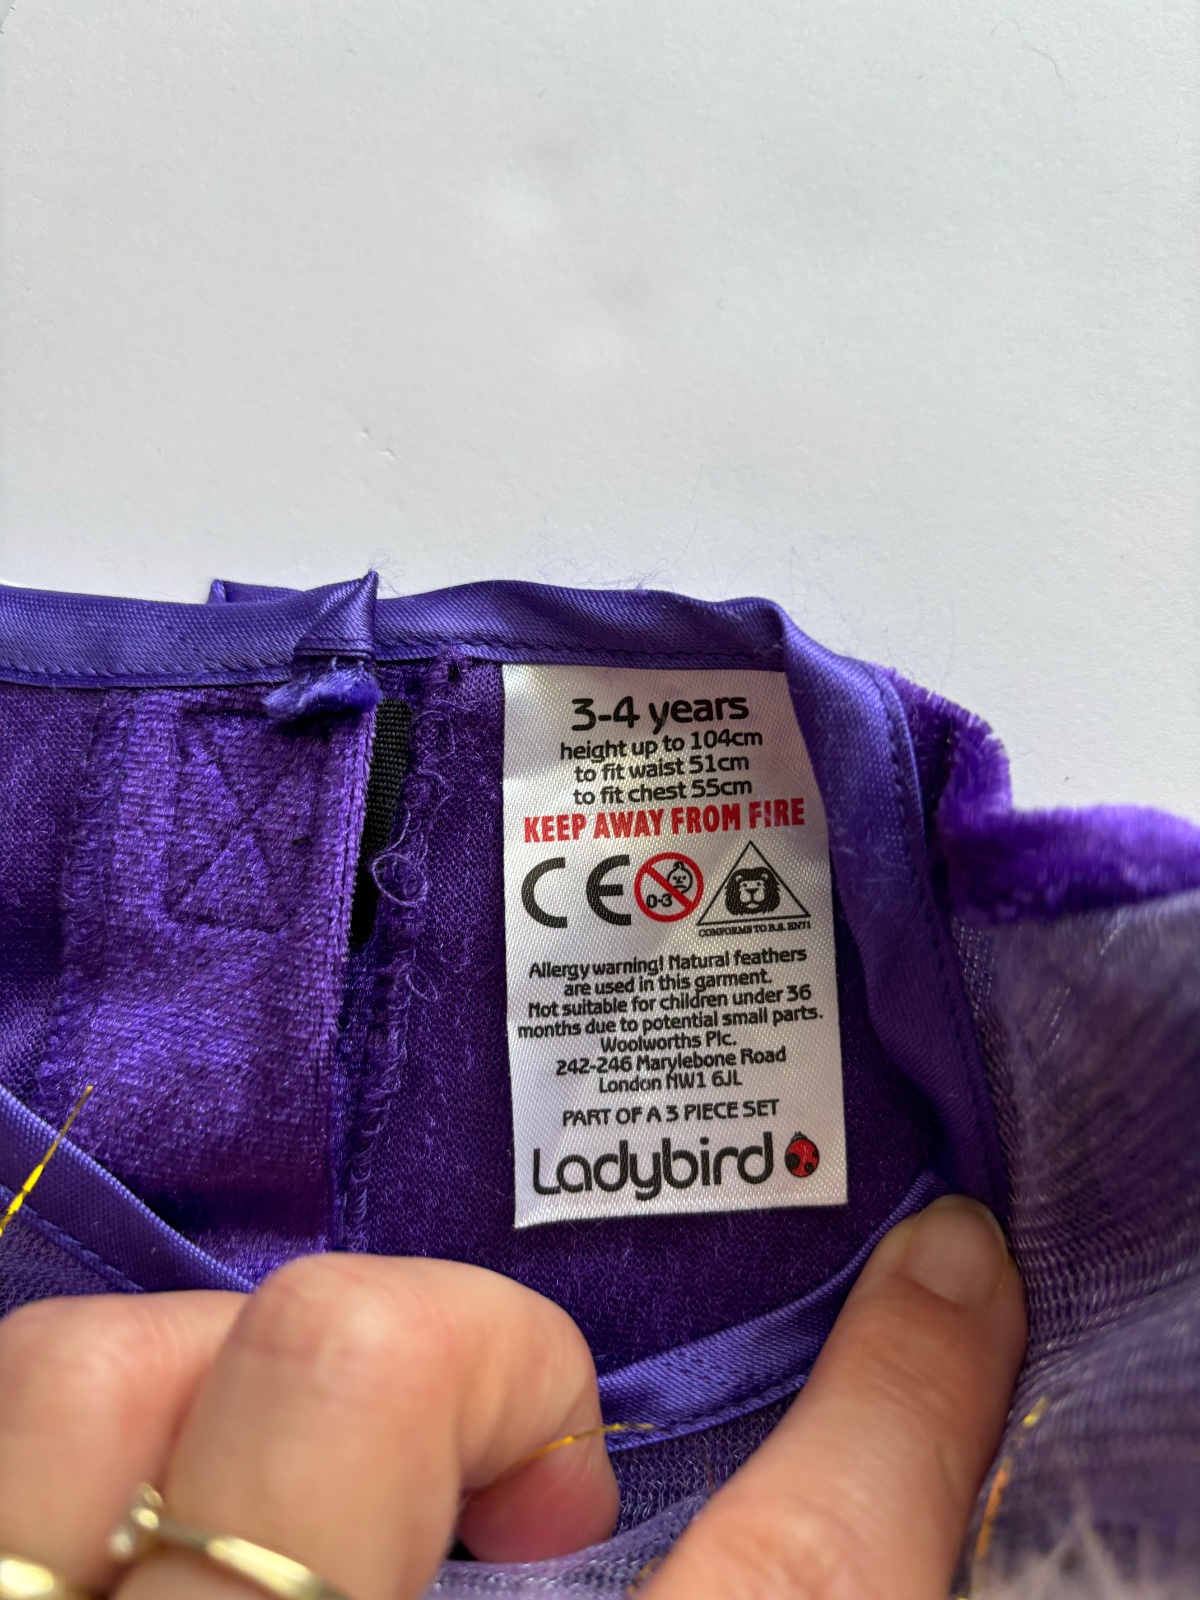 3-4 years
height up to 104cm
to fit waist 51cm
to fit chest 55cm
KEEP AWAY FROM FIRE
CE
0-3
CONFORMS TO B.S. EN71
Allergy warning! Natural feathers
are used in this garment.
Not suitable for children under 36
months due to potential small parts.
Woolworths Plc.
242-246 Marylebone Road
London NW1 6JL
PART OF A 3 PIECE SET
Ladybird